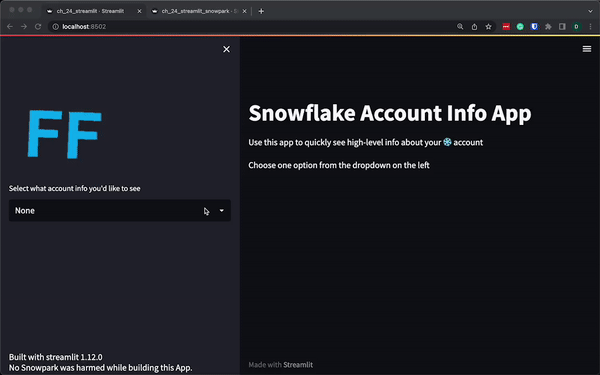 ch_24_streamlit · Streamlit
ch_24_streamlit_snowpark · S
localhost:8502
D
FF
Select what account info you'd like to see
None
Built with streamlit 1.12.0
No Snowpark was harmed while building this App.
Snowflake Account Info App
Use this app to quickly see high-level info about your account
Choose one option from the dropdown on the left
Made with Streamlit